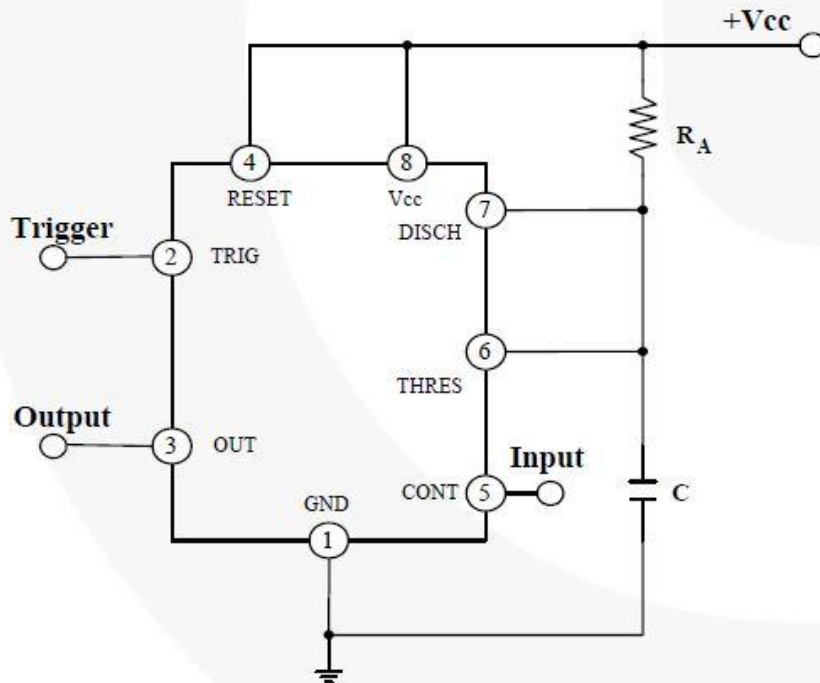 +Vcc
R_A
4
8
RESET
Vcc
7
DISCH
Trigger
2
TRIG
6
THRES
Output
3
OUT
Input
CONT
5
C
GND
1